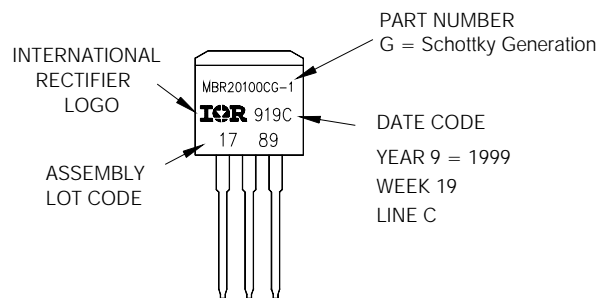 PART NUMBER
G = Schottky Generation
INTERNATIONAL
RECTIFIER
LOGO
MBR20100CG-1
IOR 919C
17 89
DATE CODE
YEAR 9 = 1999
WEEK 19
LINE C
ASSEMBLY
LOT CODE